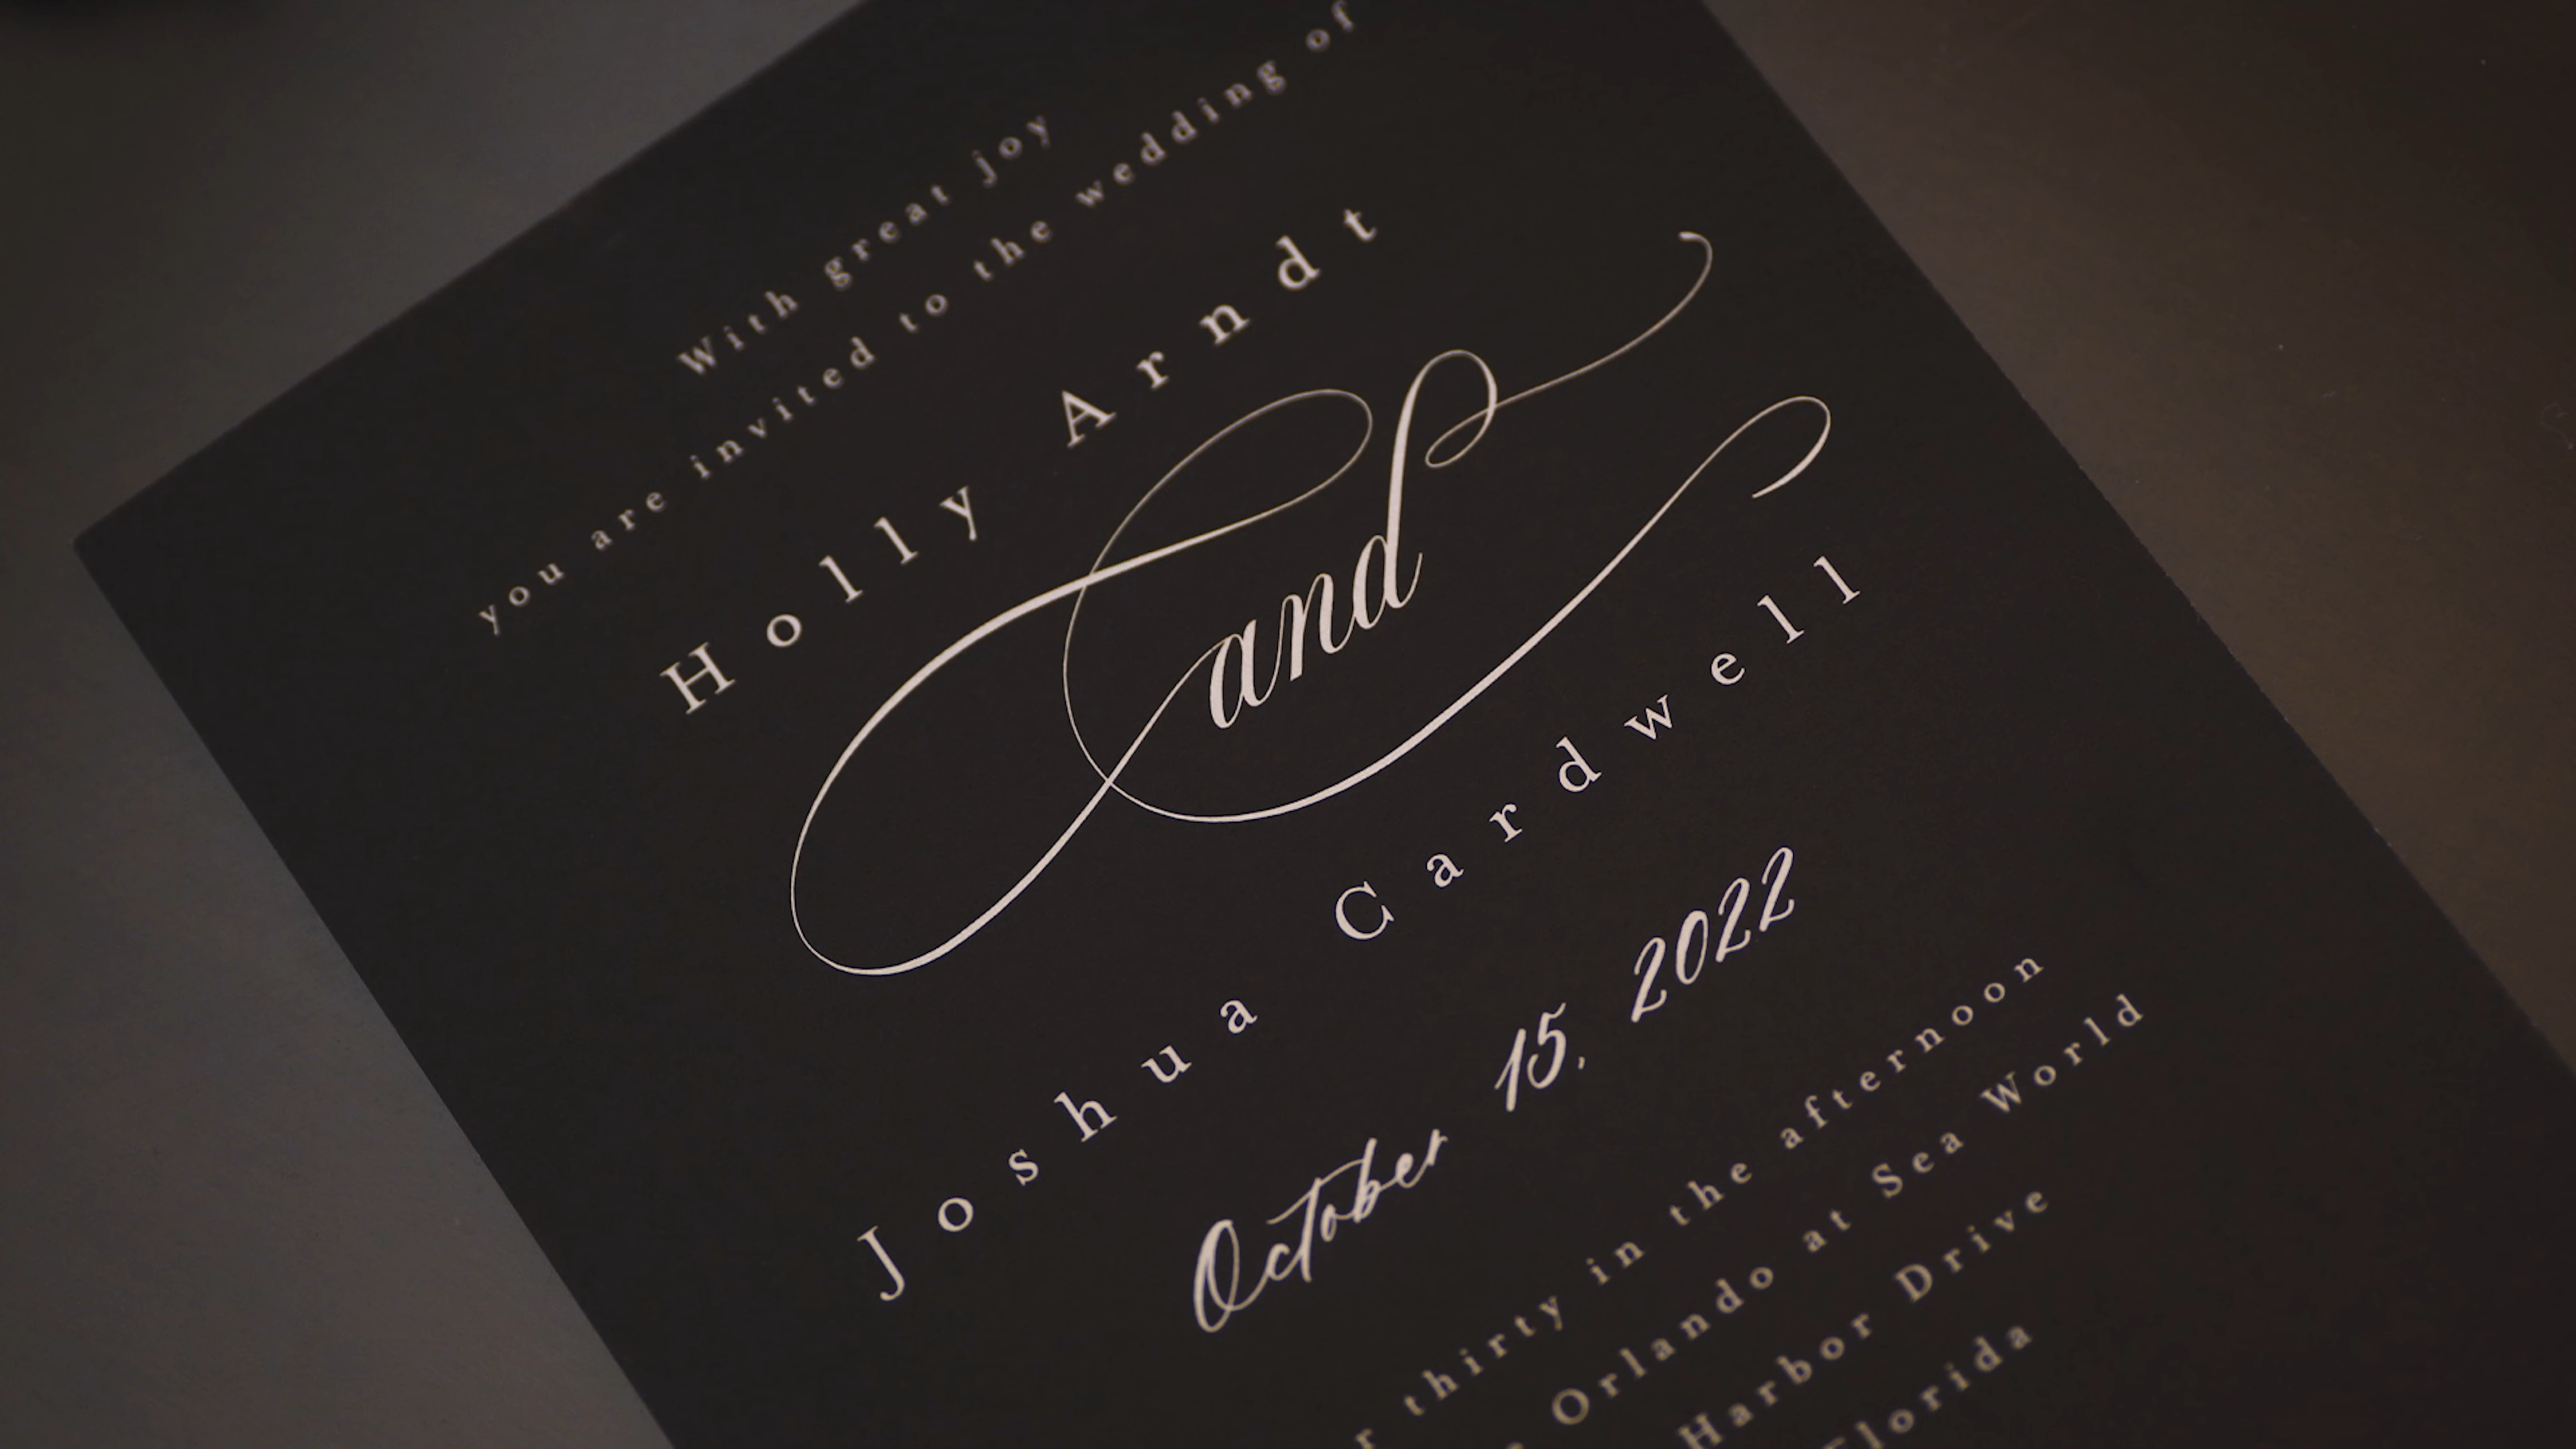 With great joy
you are invited to the wedding of
Holly Arndt
and
Joshua Cardwell
October 15, 2022
thirty in the afternoon
Orlando at Sea World
Harbor Drive
Florida